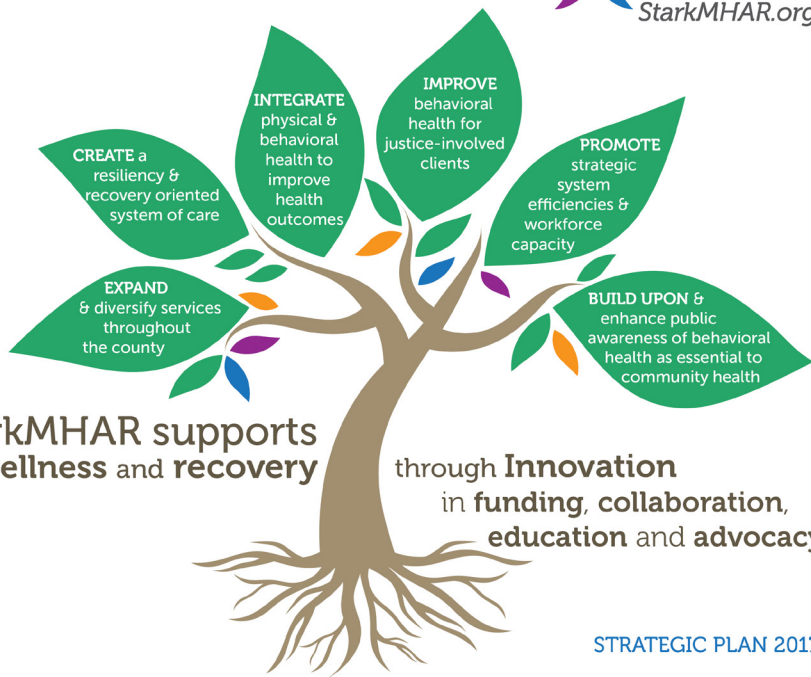 StarkMHAR.org
INTEGRATE
physical &
behavioral
health to
improve
health
outcomes
IMPROVE
behavioral
health for
justice-involved
clients
CREATE a
resiliency &
recovery oriented
system of care
PROMOTE
strategic
system
efficiencies &
workforce
capacity
EXPAND
& diversify services
throughout
the county
BUILD UPON &
enhance public
awareness of behavioral
health as essential to
community health
rkMHAR supports
ellness and recovery
through Innovation
in funding, collaboration,
education and advocacy
STRATEGIC PLAN 201